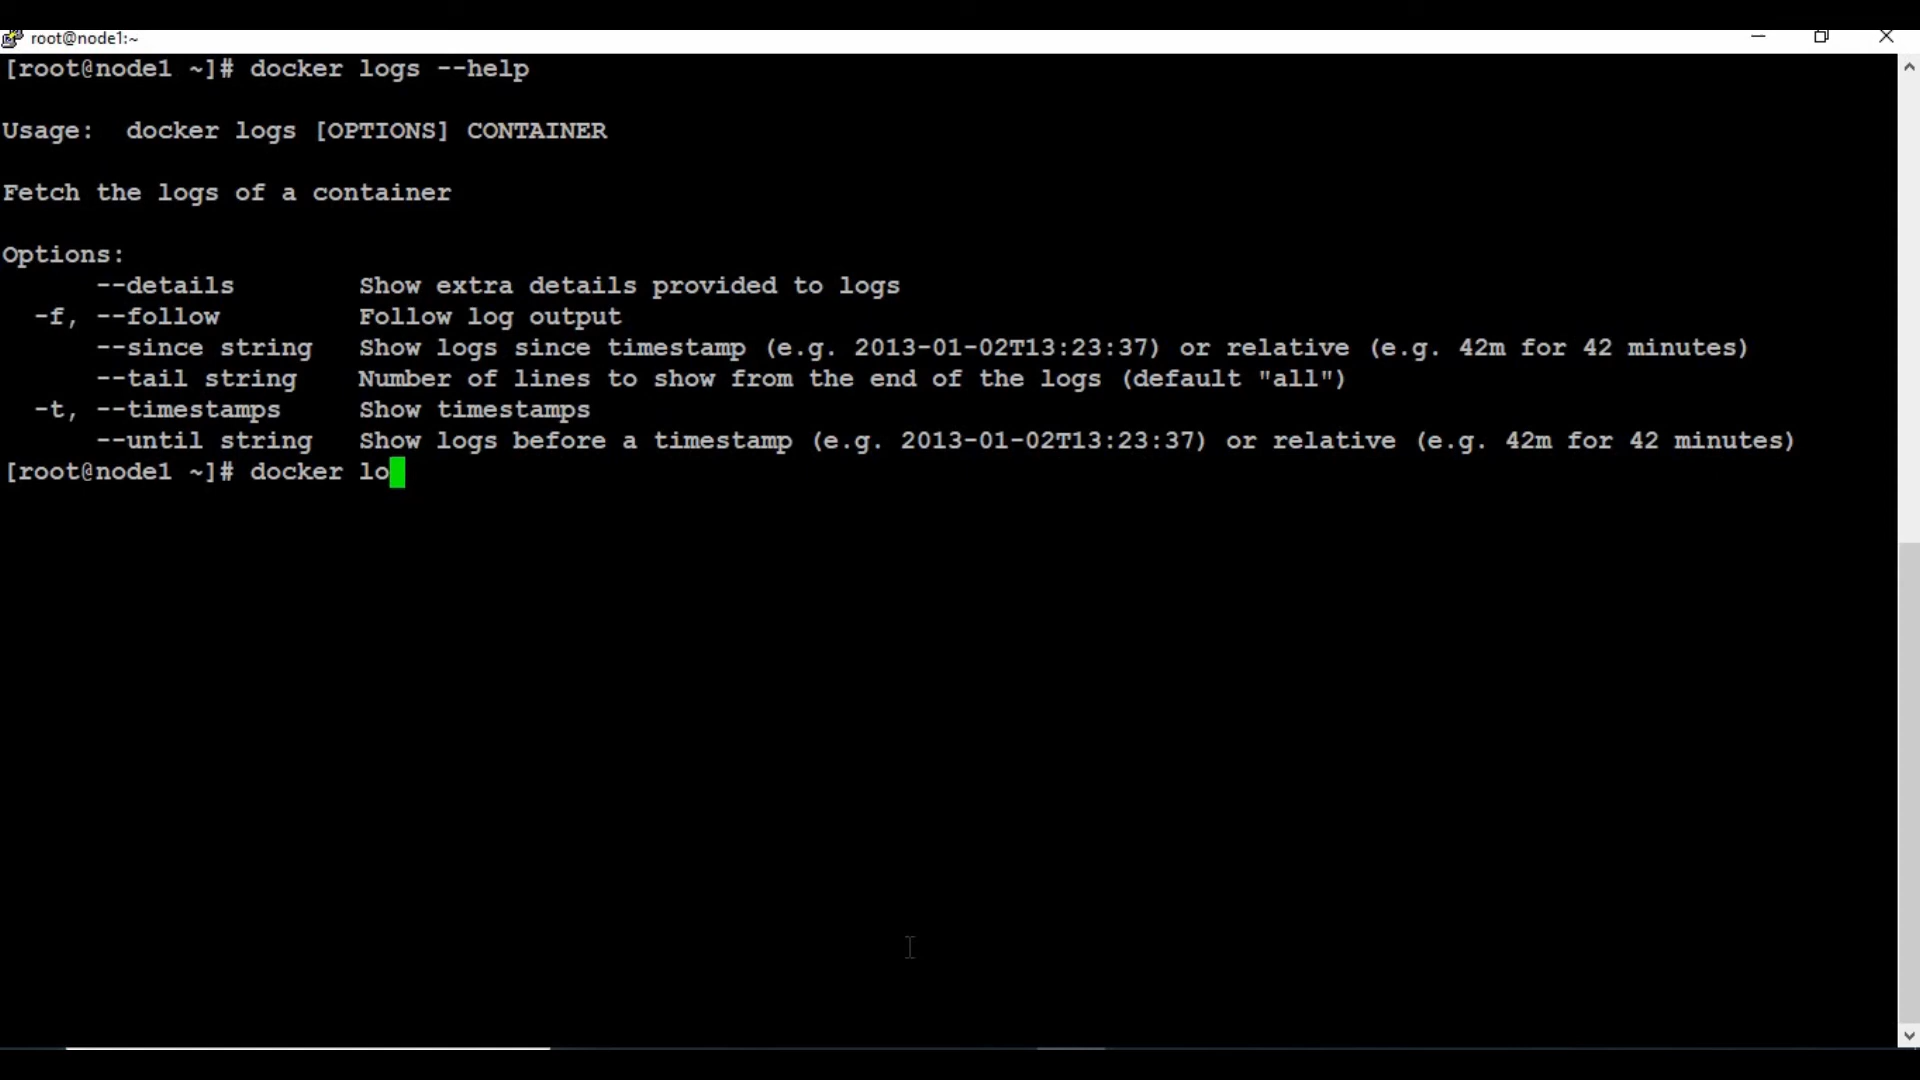 root@node1:~
[root@node1 ~]# docker logs --help
Usage:  docker logs [OPTIONS] CONTAINER
Fetch the logs of a container
Options:
      --details        Show extra details provided to logs
  -f, --follow         Follow log output
      --since string   Show logs since timestamp (e.g. 2013-01-02T13:23:37) or relative (e.g. 42m for 42 minutes)
      --tail string    Number of lines to show from the end of the logs (default "all")
  -t, --timestamps     Show timestamps
      --until string   Show logs before a timestamp (e.g. 2013-01-02T13:23:37) or relative (e.g. 42m for 42 minutes)
[root@node1 ~]# docker lo